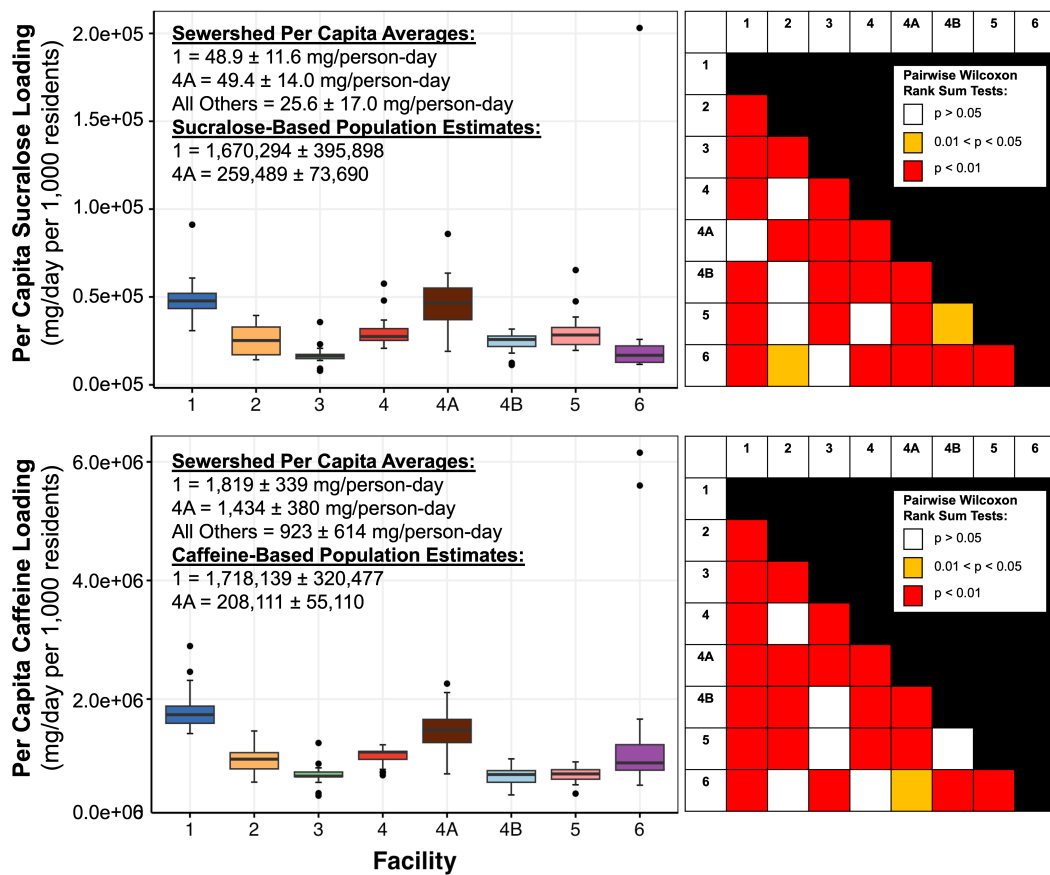 Per Capita Sucralose Loading
(mg/day per 1,000 residents)
2.0e+05
1.5e+05
1.0e+05
0.5e+05
0.0e+05
Sewershed Per Capita Averages:
1 = 48.9 ± 11.6 mg/person-day
4A = 49.4 ± 14.0 mg/person-day
All Others = 25.6 ± 17.0 mg/person-day
Sucralose-Based Population Estimates:
1 = 1,670,294 ± 395,898
4A = 259,489 ± 73,690
1 2 3 4 4A 4B 5 6
1 2 3 4 4A 4B 5 6
1
2
3
4
4A
4B
5
6
Pairwise Wilcoxon
Rank Sum Tests:
p > 0.05
0.01 < p < 0.05
p < 0.01
Per Capita Caffeine Loading
(mg/day per 1,000 residents)
6.0e+06
4.0e+06
2.0e+06
0.0e+06
Sewershed Per Capita Averages:
1 = 1,819 ± 339 mg/person-day
4A = 1,434 ± 380 mg/person-day
All Others = 923 ± 614 mg/person-day
Caffeine-Based Population Estimates:
1 = 1,718,139 ± 320,477
4A = 208,111 ± 55,110
1 2 3 4 4A 4B 5 6
Facility
1 2 3 4 4A 4B 5 6
1
2
3
4
4A
4B
5
6
Pairwise Wilcoxon
Rank Sum Tests:
p > 0.05
0.01 < p < 0.05
p < 0.01